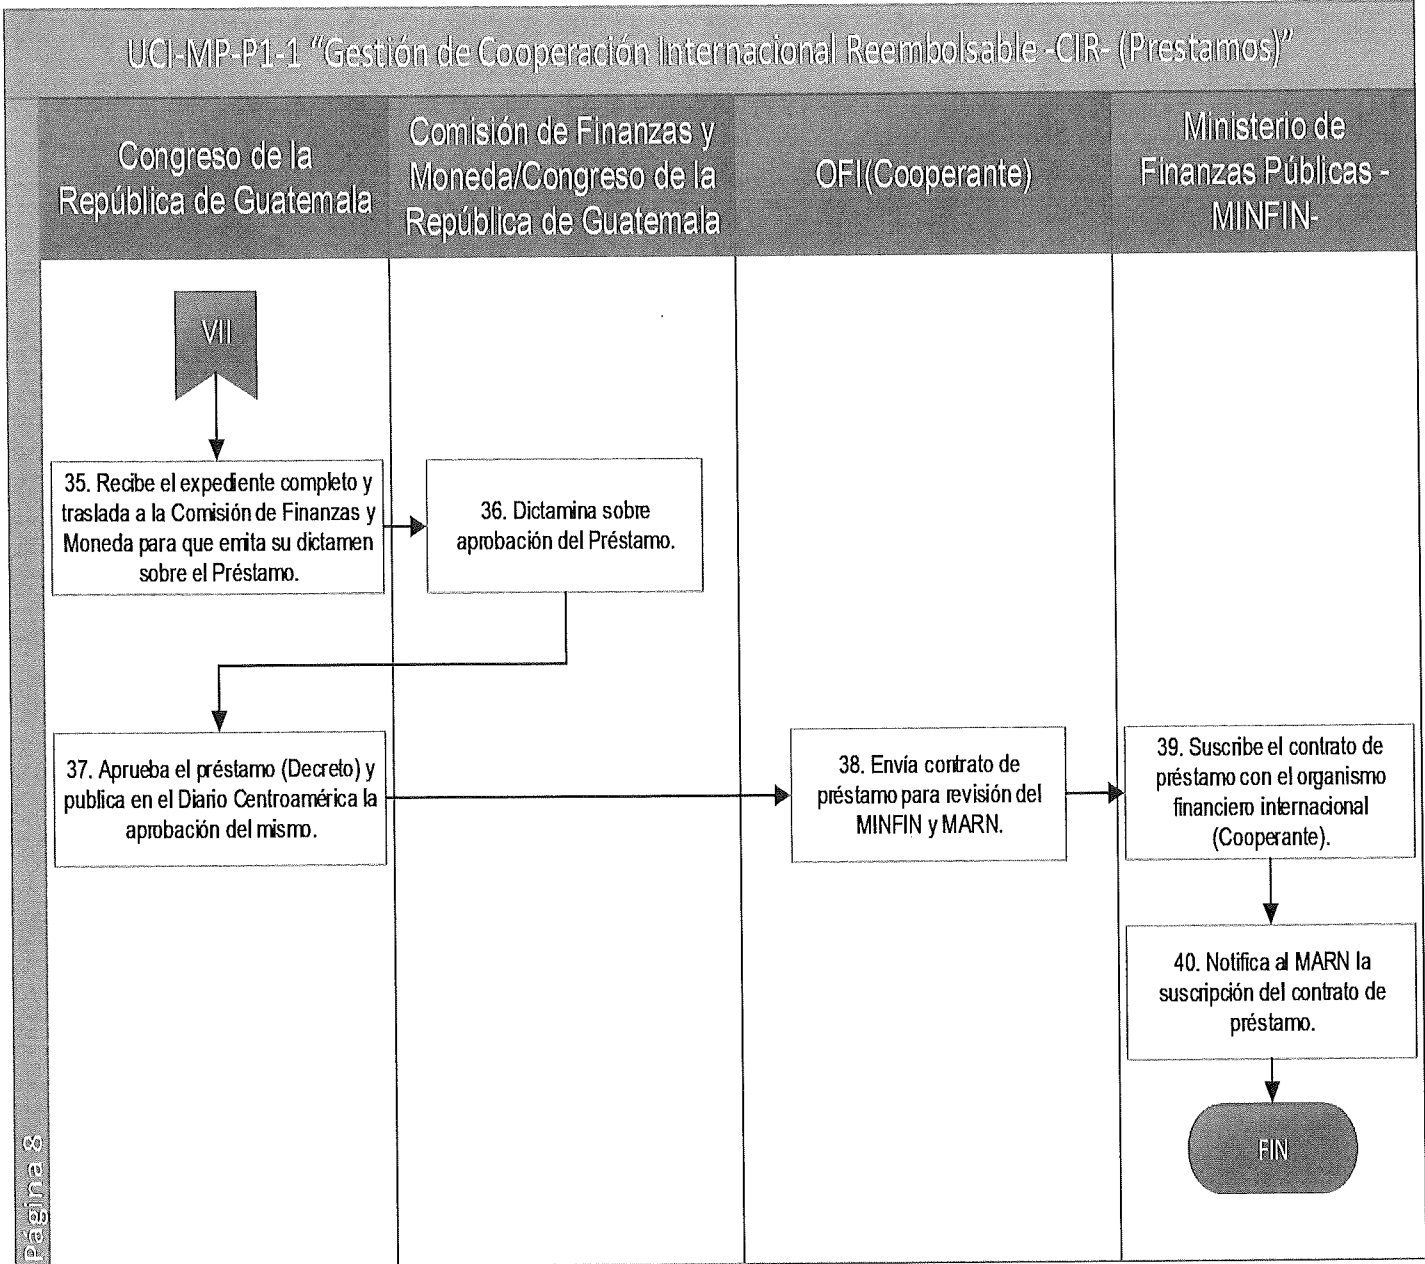 UCI-MP-P1-1 “Gestión de Cooperación Internacional Reembolsable -CIR- (Prestamos)”
Congreso de la
República de Guatemala
Comisión de Finanzas y
Moneda/Congreso de la
República de Guatemala
OFI(Cooperante)
Ministerio de
Finanzas Públicas -
MINFIN-
VII
35. Recibe el expediente completo y
traslada a la Comisión de Finanzas y
Moneda para que emita su dictamen
sobre el Préstamo.
36. Dictamina sobre
aprobación del Préstamo.
37. Aprueba el préstamo (Decreto) y
publica en el Diario Centroamérica la
aprobación del mismo.
38. Envía contrato de
préstamo para revisión del
MINFIN y MARN.
39. Suscribe el contrato de
préstamo con el organismo
financiero internacional
(Cooperante).
40. Notifica al MARN la
suscripción del contrato de
préstamo.
FIN
Página 8